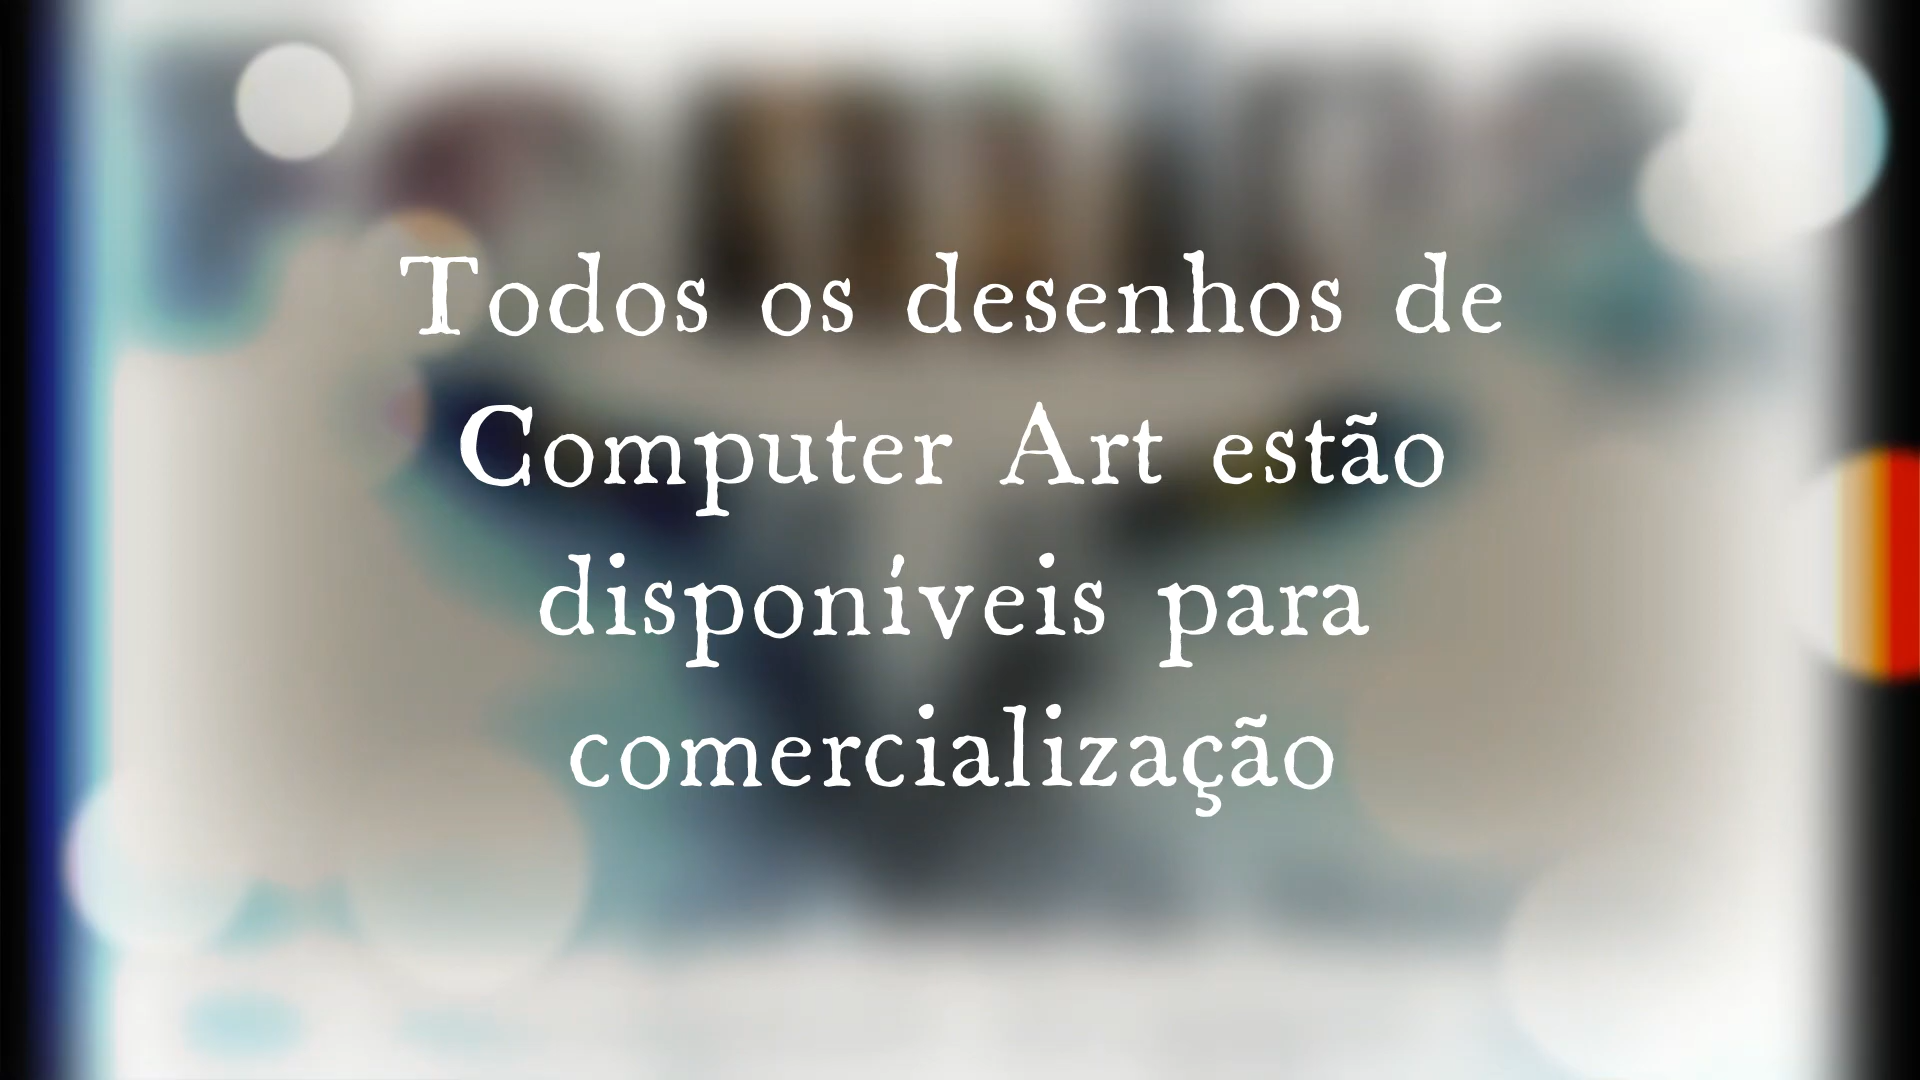 Todos os desenhos de
Computer Art estão
disponíveis para
comercialização